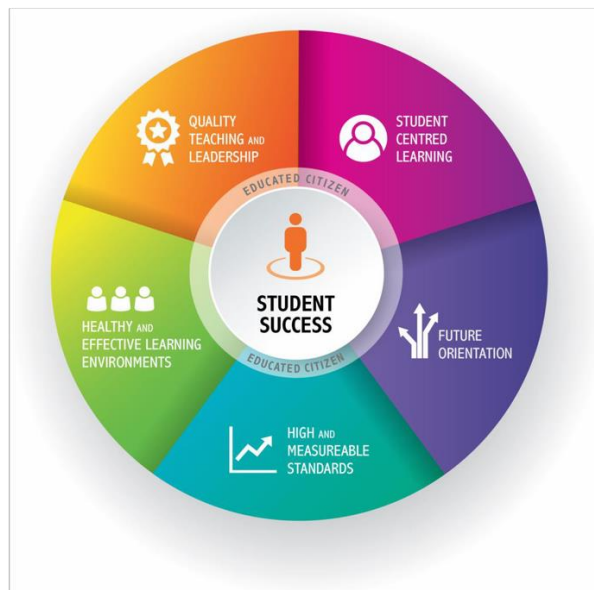 QUALITY
TEACHING AND
LEADERSHIP
STUDENT
CENTRED
LEARNING
EDUCATED CITIZEN
STUDENT
SUCCESS
EDUCATED CITIZEN
HEALTHY AND
EFFECTIVE LEARNING
ENVIRONMENTS
FUTURE
ORIENTATION
HIGH AND
MEASUREABLE
STANDARDS